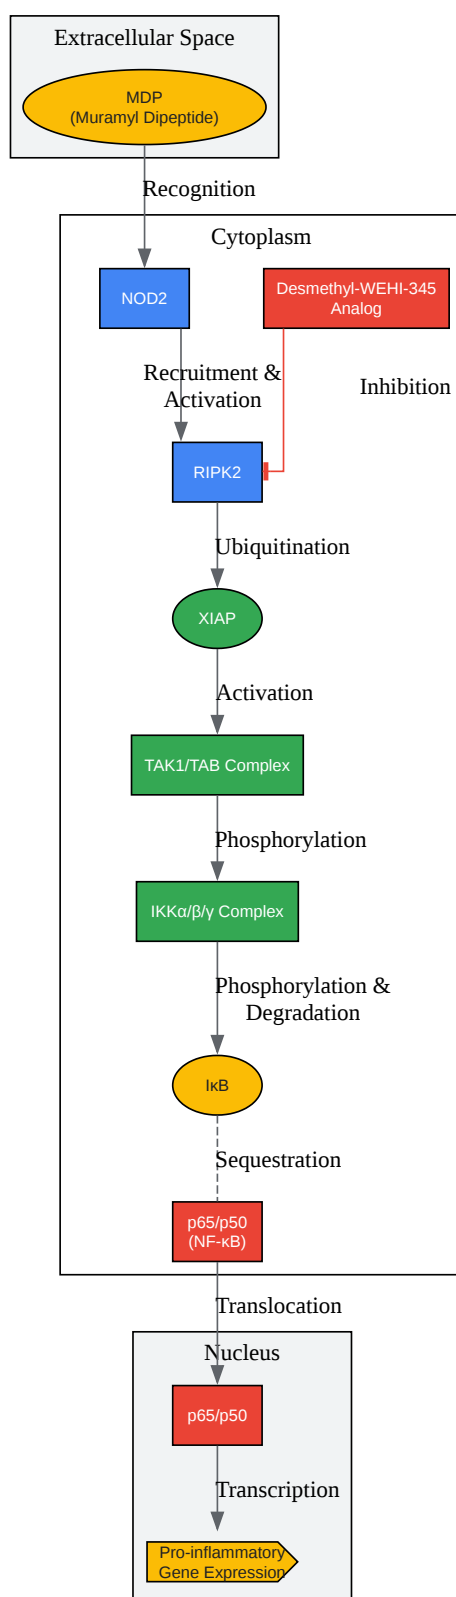 Extracellular Space
MDP
(Muramyl Dipeptide)
Recognition
Cytoplasm
NOD2
Desmethyl-WEHI-345
Analog
Recruitment &
Activation
Inhibition
RIPK2
Ubiquitination
XIAP
Activation
TAK1/TAB Complex
Phosphorylation
IKKα/β/γ Complex
Phosphorylation &
Degradation
IκB
Sequestration
p65/p50
(NF-κB)
Translocation
Nucleus
p65/p50
Transcription
Pro-inflammatory
Gene Expression